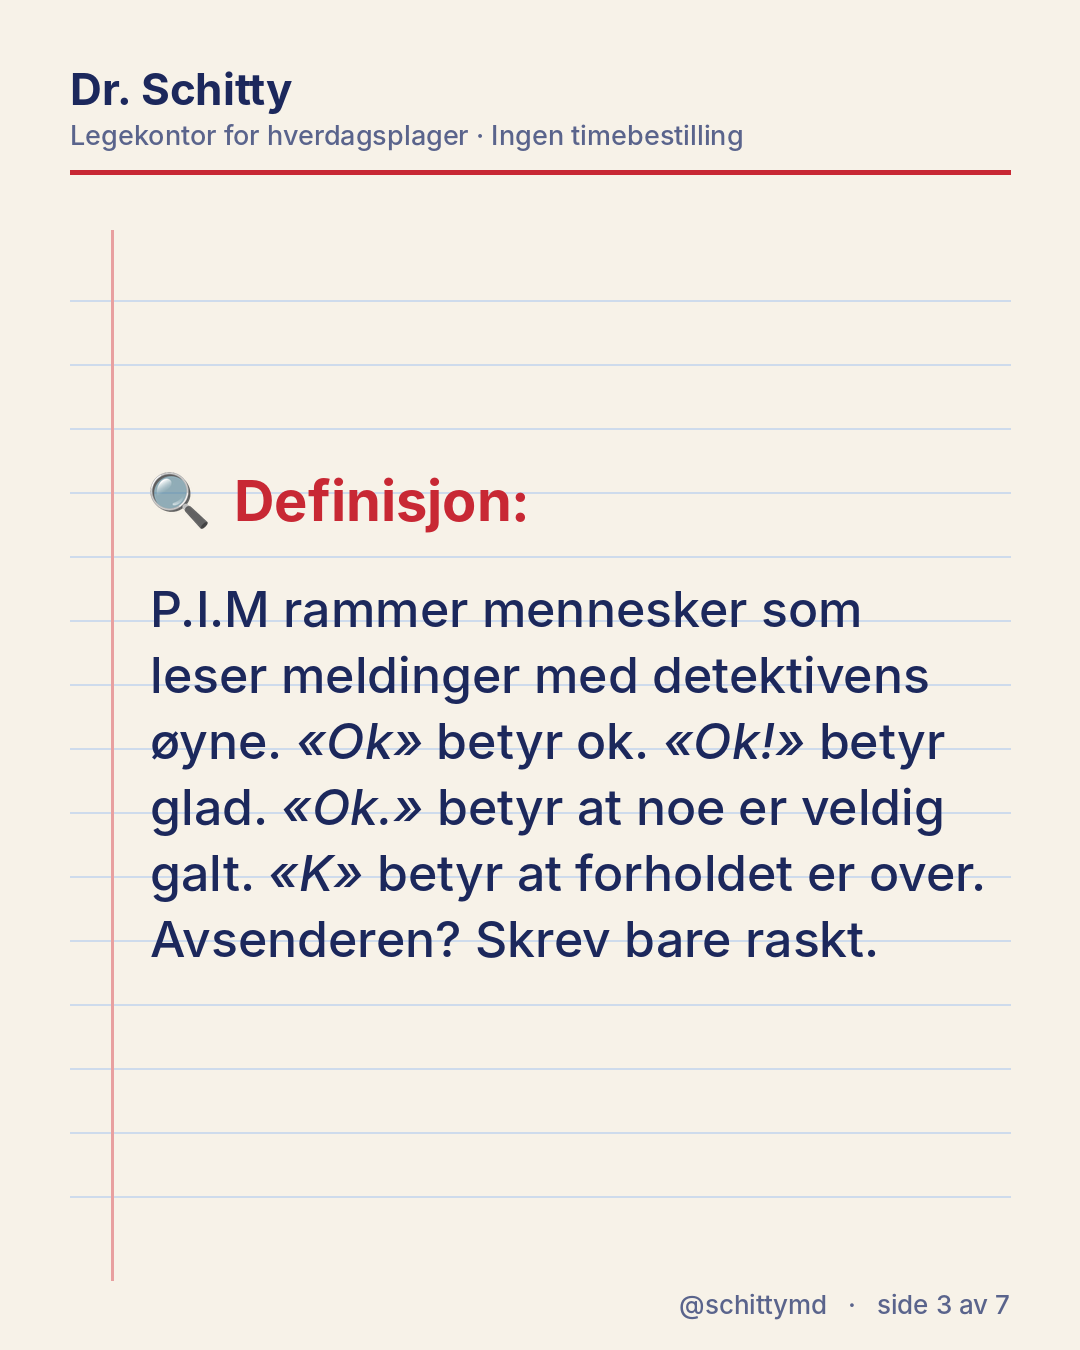 Dr. Schitty
Legekontor for hverdagsplager · Ingen timebestilling
🔍 Definisjon:
P.I.M rammer mennesker som
leser meldinger med detektivens
øyne. «Ok» betyr ok. «Ok!» betyr
glad. «Ok.» betyr at noe er veldig
galt. «K» betyr at forholdet er over.
Avsenderen? Skrev bare raskt.
@schittymd · side 3 av 7